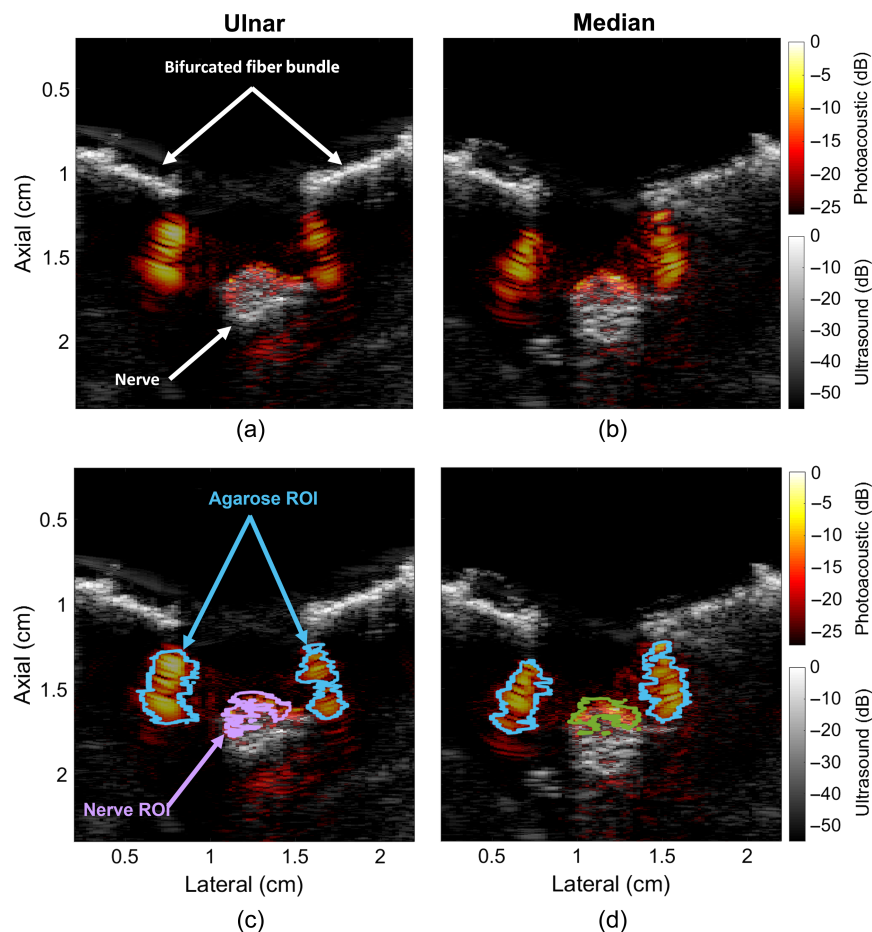 Ulnar
Median
Bifurcated fiber bundle
Nerve
0.5
1
1.5
2
Axial (cm)
0
−5
−10
−15
−20
−25
Photoacoustic (dB)
0
−10
−20
−30
−40
−50
Ultrasound (dB)
(a)
(b)
Agarose ROI
Nerve ROI
0.5
1
1.5
2
Axial (cm)
0.5
1
1.5
2
Lateral (cm)
0.5
1
1.5
2
Lateral (cm)
0
−5
−10
−15
−20
−25
Photoacoustic (dB)
0
−10
−20
−30
−40
−50
Ultrasound (dB)
(c)
(d)